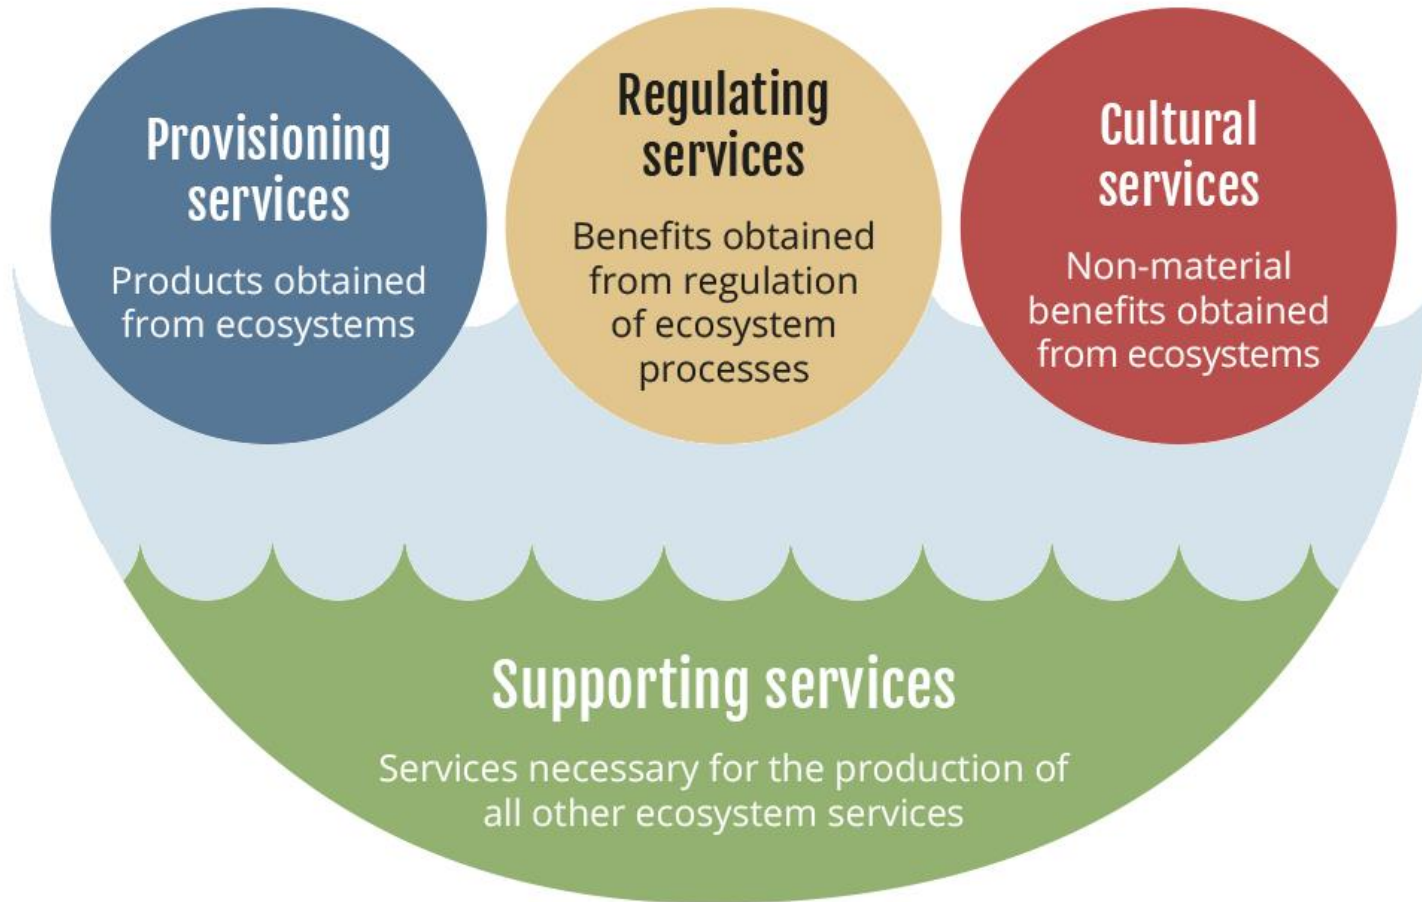 Provisioning
services
Products obtained
from ecosystems
Regulating
services
Benefits obtained
from regulation
of ecosystem
processes
Cultural
services
Non-material
benefits obtained
from ecosystems
Supporting services
Services necessary for the production of
all other ecosystem services